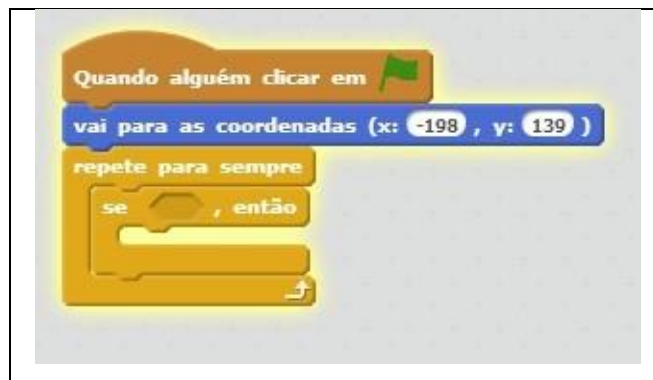 Quando alguém clicar em
vai para as coordenadas (x: -198 , y: 139 )
repete para sempre
se , então